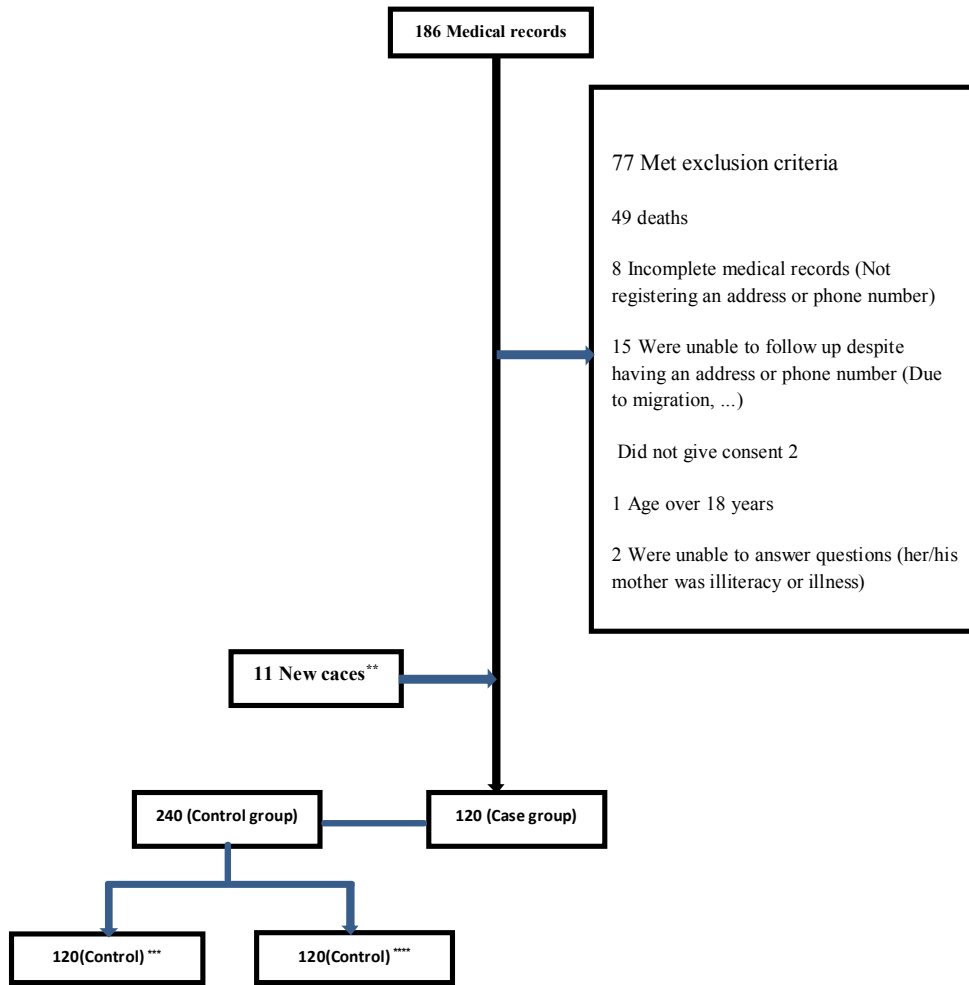 186 Medical records
77 Met exclusion criteria
49 deaths
8 Incomplete medical records (Not
registering an address or phone number)
15 Were unable to follow up despite
having an address or phone number (Due
to migration, ...)
Did not give consent 2
1 Age over 18 years
2 Were unable to answer questions (her/his
mother was illiteracy or illness)
11 New caces**
240 (Control group)
120 (Case group)
120(Control) ***
120(Control) ****